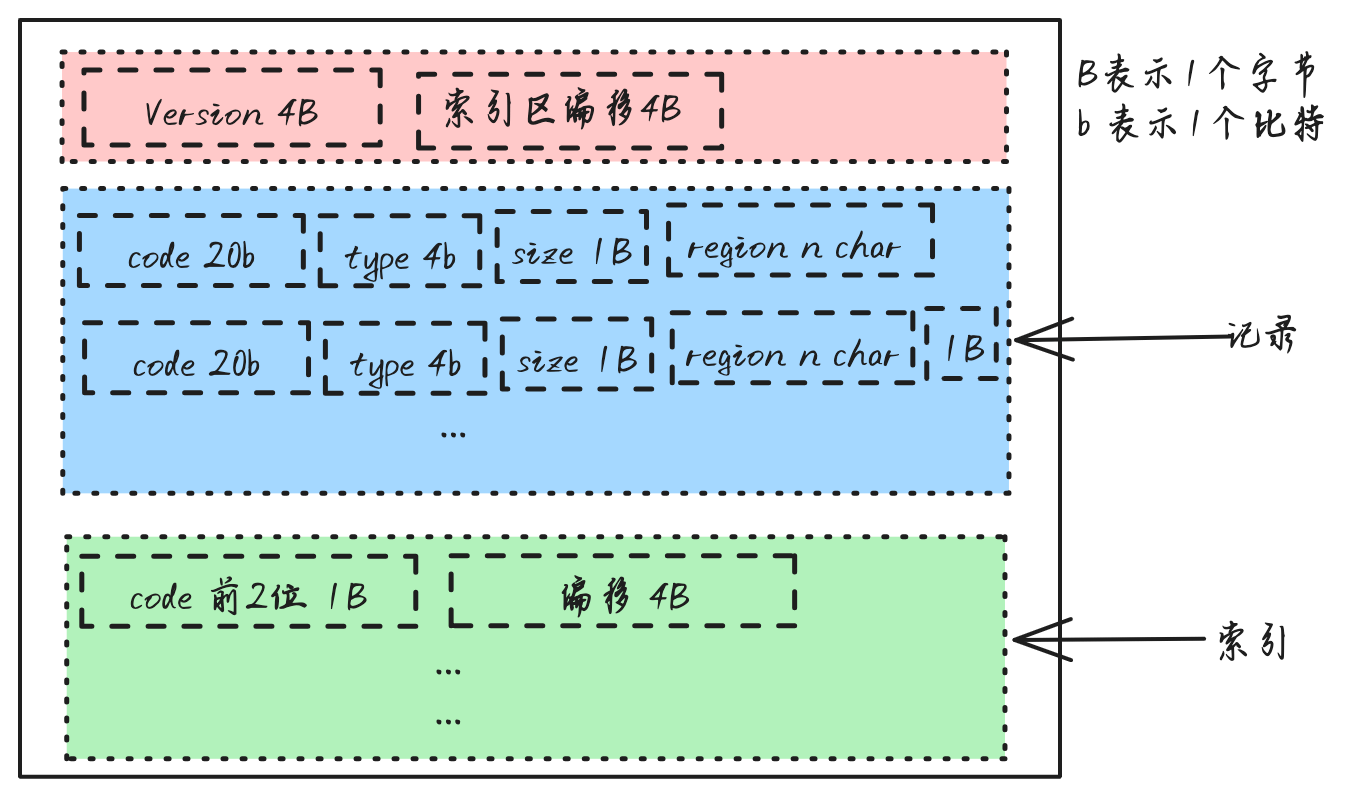 Version 4B 索引区偏移4B
B表示1个字节
b表示1个比特
code 20b type 4b size 1B region n char
code 20b type 4b size 1B region n char 1B
记录
...
code 前2位 1B 偏移 4B
索引
...
...